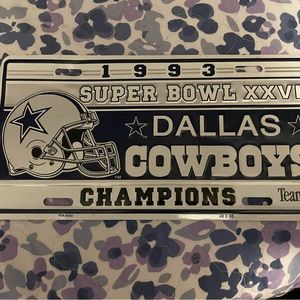 1993
SUPER BOWL XXVI
DALLAS
COWBOYS
CHAMPIONS
Team